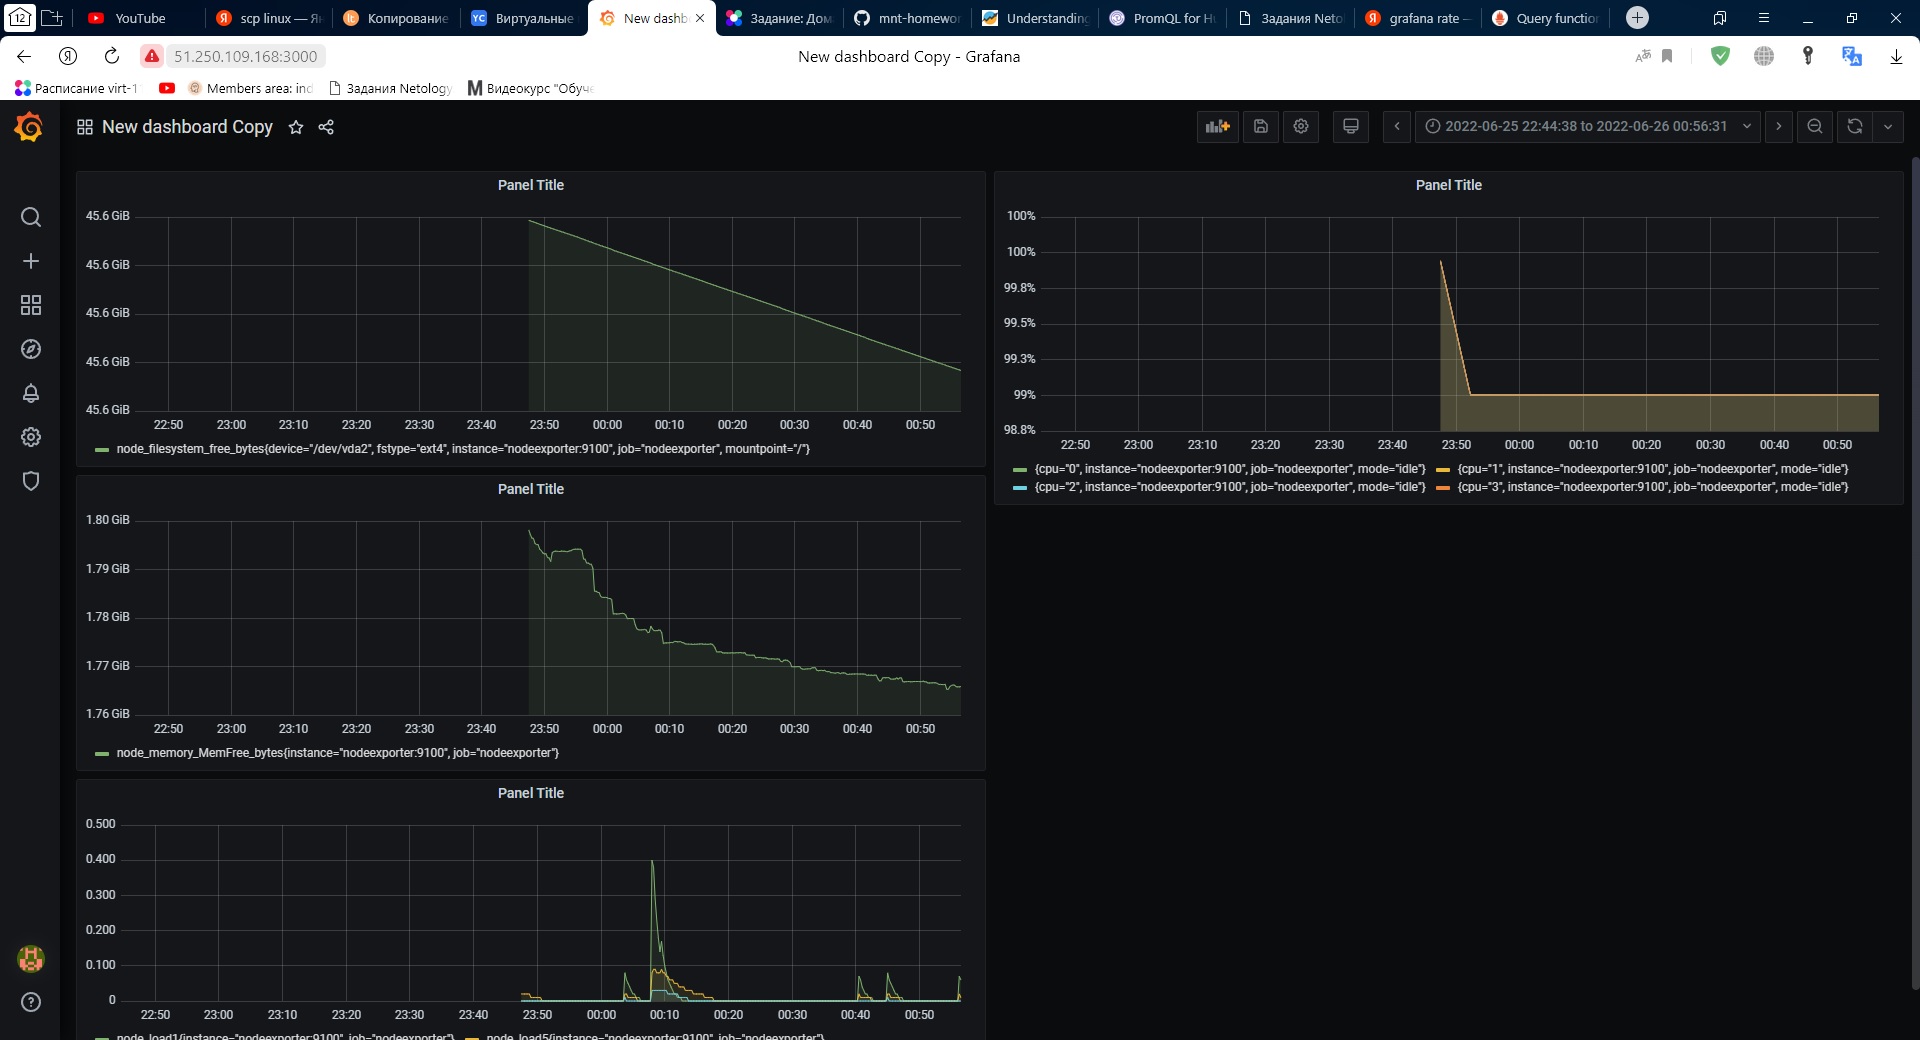 12
YouTube
scp linux — Я
Копирование
YC Виртуальные
New dashb
Задание: Дом
mnt-homewor
Understanding
PromQL for H
Задания Neto
grafana rate —
Query function
51.250.109.168:3000
New dashboard Copy - Grafana
Расписание virt-1
Members area: ind
Задания Netology
Видеокурс "Обуче
New dashboard Copy
2022-06-25 22:44:38 to 2022-06-26 00:56:31
Panel Title
45.6 GiB
45.6 GiB
45.6 GiB
45.6 GiB
45.6 GiB
22:50 23:00 23:10 23:20 23:30 23:40 23:50 00:00 00:10 00:20 00:30 00:40 00:50
node_filesystem_free_bytes{device="/dev/vda2", fstype="ext4", instance="nodeexporter:9100", job="nodeexporter", mountpoint="/"}
Panel Title
100%
100%
99.8%
99.5%
99.3%
99%
98.8%
22:50 23:00 23:10 23:20 23:30 23:40 23:50 00:00 00:10 00:20 00:30 00:40 00:50
{cpu="0", instance="nodeexporter:9100", job="nodeexporter", mode="idle"} {cpu="1", instance="nodeexporter:9100", job="nodeexporter", mode="idle"}
{cpu="2", instance="nodeexporter:9100", job="nodeexporter", mode="idle"} {cpu="3", instance="nodeexporter:9100", job="nodeexporter", mode="idle"}
Panel Title
1.80 GiB
1.79 GiB
1.78 GiB
1.77 GiB
1.76 GiB
22:50 23:00 23:10 23:20 23:30 23:40 23:50 00:00 00:10 00:20 00:30 00:40 00:50
node_memory_MemFree_bytes{instance="nodeexporter:9100", job="nodeexporter"}
Panel Title
0.500
0.400
0.300
0.200
0.100
0
22:50 23:00 23:10 23:20 23:30 23:40 23:50 00:00 00:10 00:20 00:30 00:40 00:50
node_load1{instance="nodeexporter:9100", job="nodeexporter"} node_load5{instance="nodeexporter:9100", job="nodeexporter"}